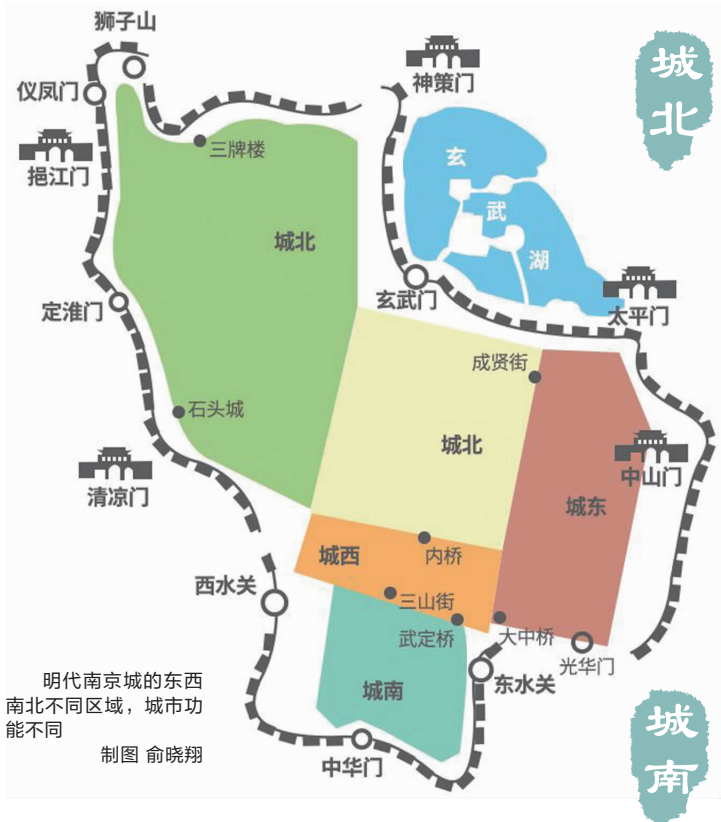 狮子山
城北
神策门
仪凤门
三牌楼
挹江门
玄
武
湖
城北
玄武门
定淮门
太平门
成贤街
石头城
城北
中山门
清凉门
城东
城西
内桥
西水关
三山街
武定桥
大中桥
光华门
东水关
城南
明代南京城的东西
南北不同区域，城市功
能不同
制图 俞晓翔
中华门
城南